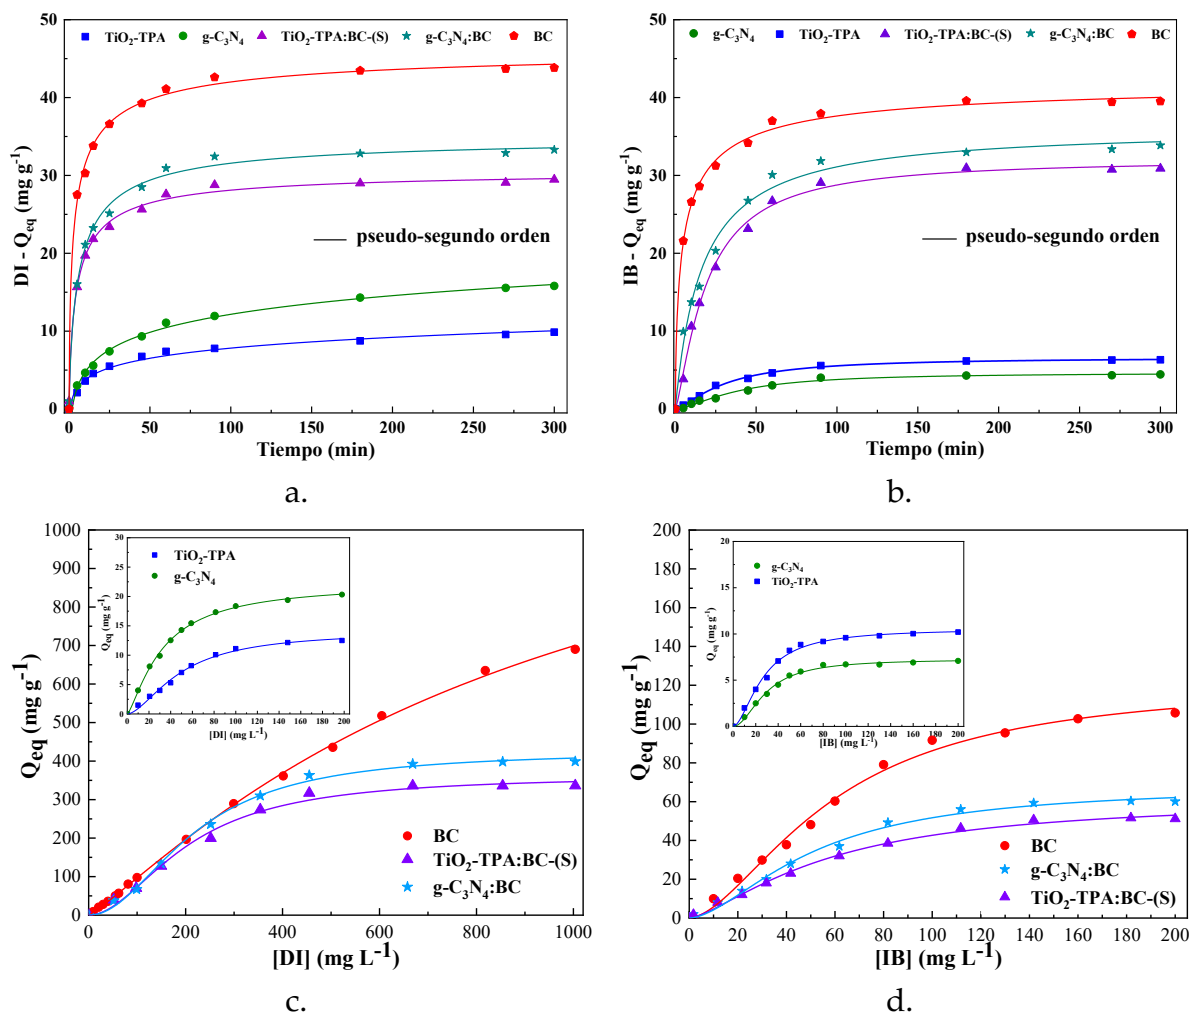 TiO₂-TPA g-C₃N₄ TiO₂-TPA:BC-(S) g-C₃N₄:BC BC
50
40
30
20
10
0
DI - Qeq (mg g⁻¹)
pseudo-segundo orden
0 50 100 150 200 250 300
Tiempo (min)
a.
g-C₃N₄ TiO₂-TPA TiO₂-TPA:BC-(S) g-C₃N₄:BC BC
50
40
30
20
10
0
IB - Qeq (mg g⁻¹)
pseudo-segundo orden
0 50 100 150 200 250 300
Tiempo (min)
b.
1000
900
800
700
600
500
400
300
200
100
0
Qeq (mg g⁻¹)
30
25
20
15
10
5
0
Qeq (mg g⁻¹)
TiO₂-TPA
g-C₃N₄
0 20 40 60 80 100 120 140 160 180 200
[DI] (mg L⁻¹)
BC
TiO₂-TPA:BC-(S)
g-C₃N₄:BC
0 200 400 600 800 1000
[DI] (mg L⁻¹)
c.
200
180
160
140
120
100
80
60
40
20
0
Qeq (mg g⁻¹)
20
15
10
5
0
Qeq (mg g⁻¹)
g-C₃N₄
TiO₂-TPA
0 20 40 60 80 100 120 140 160 180 200
[IB] (mg L⁻¹)
BC
g-C₃N₄:BC
TiO₂-TPA:BC-(S)
0 20 40 60 80 100 120 140 160 180 200
[IB] (mg L⁻¹)
d.